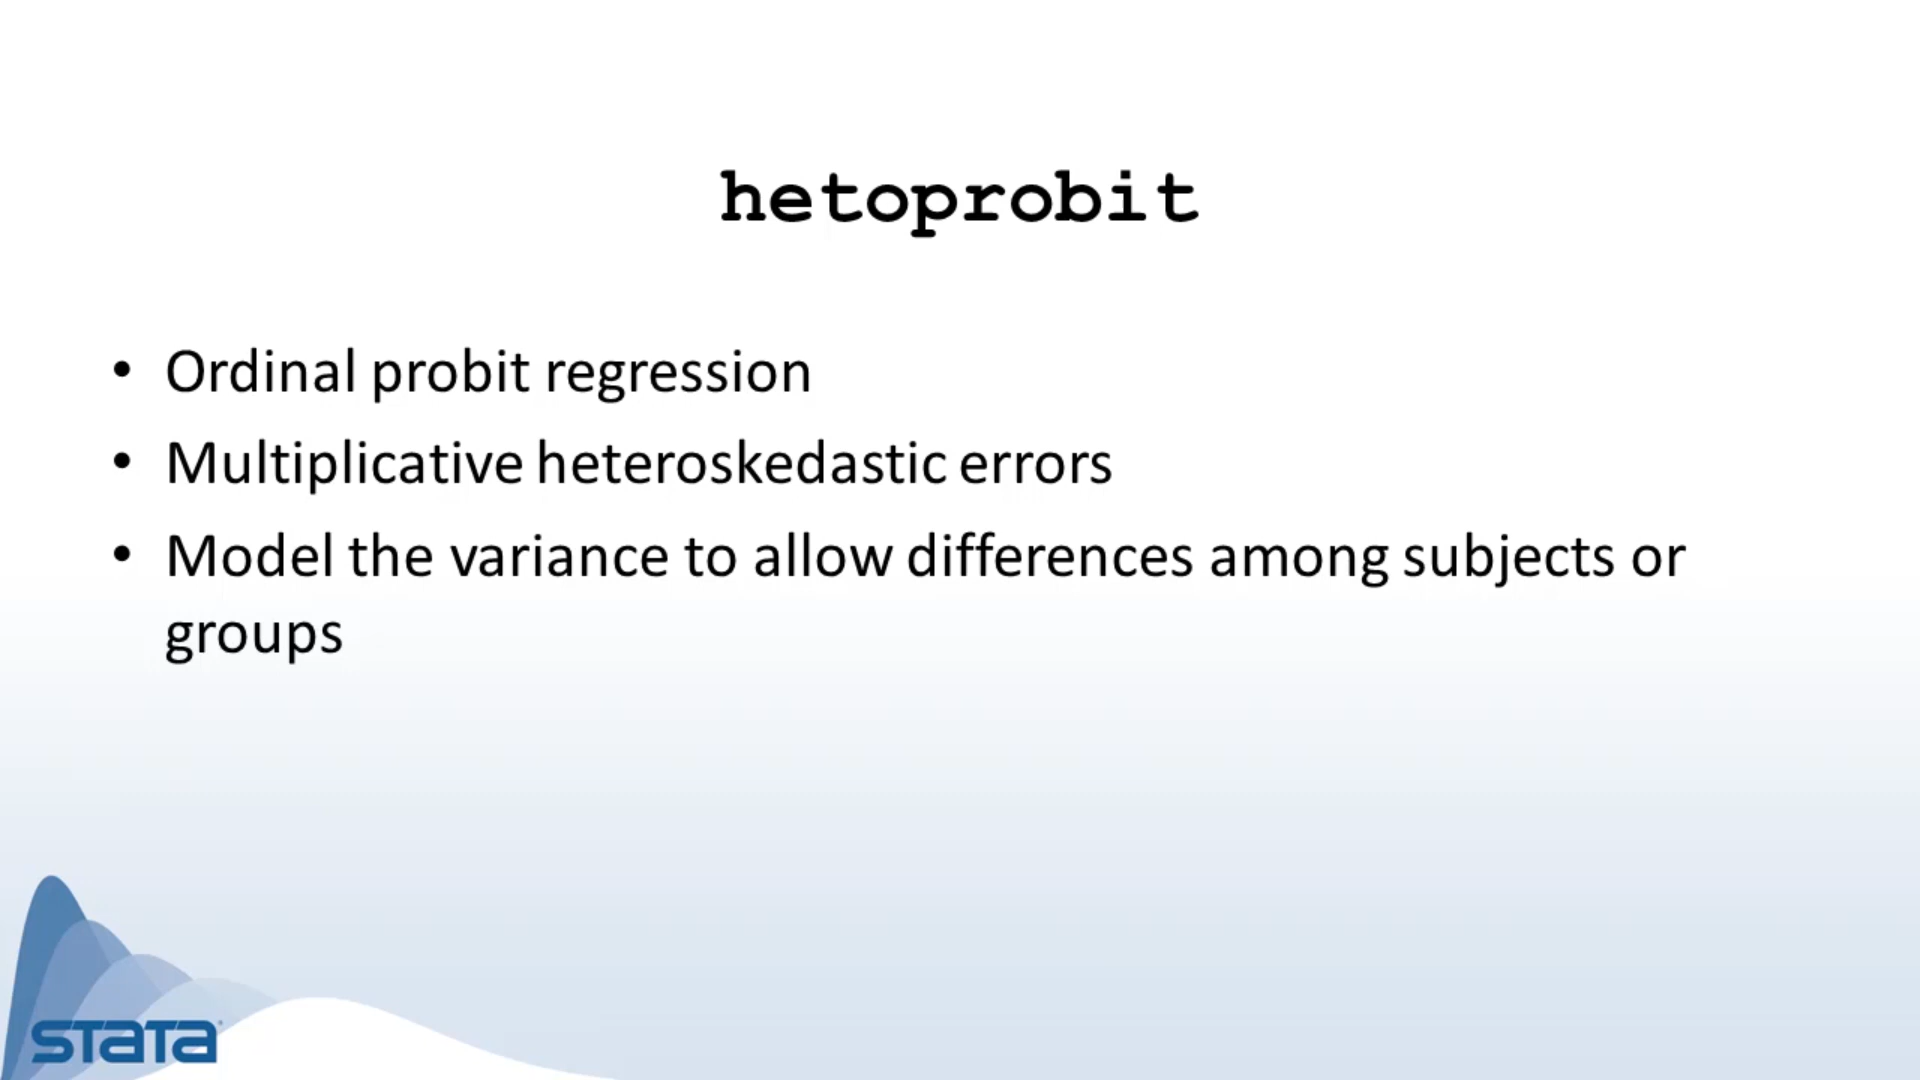 hetoprobit
• Ordinal probit regression
• Multiplicative heteroskedastic errors
• Model the variance to allow differences among subjects or
groups
stata